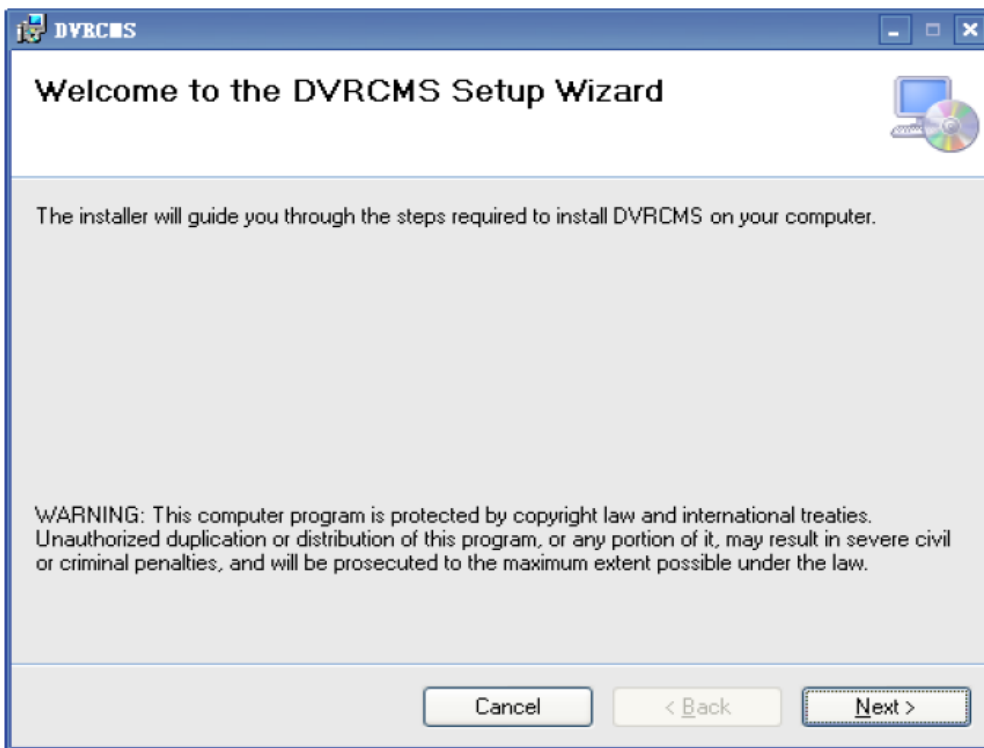 DVRCMS
Welcome to the DVRCMS Setup Wizard
The installer will guide you through the steps required to install DVRCMS on your computer.
WARNING: This computer program is protected by copyright law and international treaties.
Unauthorized duplication or distribution of this program, or any portion of it, may result in severe civil
or criminal penalties, and will be prosecuted to the maximum extent possible under the law.
Cancel < Back Next >